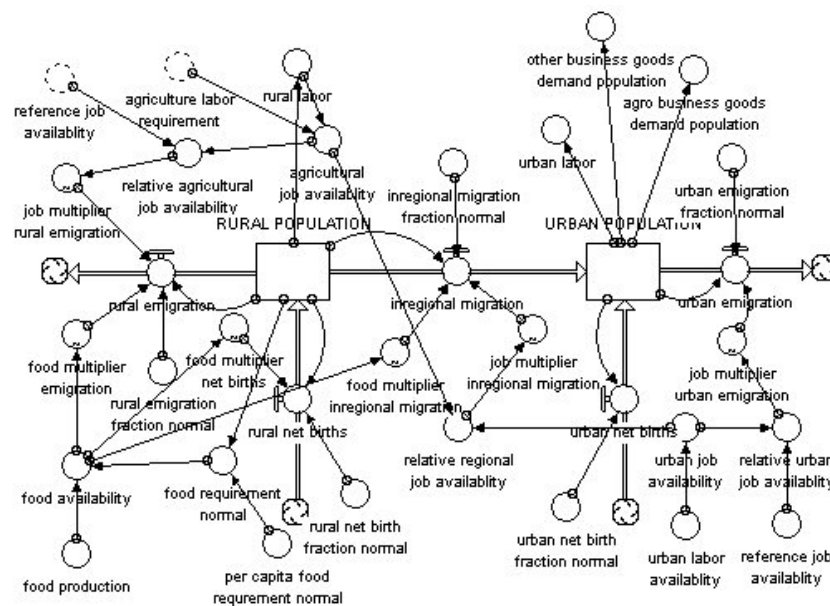 other business goods
demand population
agriculture labor
requirement
rural labor
reference job
availablity
agro business goods
demand population
urban labor
relative agricultural
job availability
agricultural
job availability
inregional migration
fraction normal
urban emigration
fraction normal
job multiplier
rural emigration
RURAL POPULATION
URBAN POPULATION
rural emigration
inregional migration
urban emigration
food multiplier
emigration
food multiplier
net births
food multiplier
inregional migration
job multiplier
inregional migration
job multiplier
urban emigration
rural emigration
fraction normal
rural net births
urban net births
food availability
food requirement
normal
relative regional
job availablity
urban job
availability
relative urban
job availability
rural net birth
fraction normal
urban net birth
fraction normal
urban labor
availablity
reference job
availablity
food production
per capita food
requrement normal